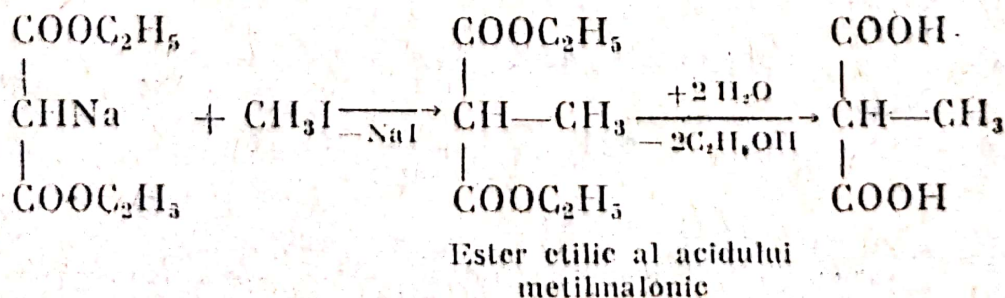 COOC₂H₅ COOC₂H₅ COOH
| | | +2H₂O |
CHNa + CH₃I —→ CH—CH₃ —→ CH—CH₃
| —NaI | —2C₂H₅OH |
COOC₂H₅ COOC₂H₅ COOH
Ester etilic al acidului
metilmalonic